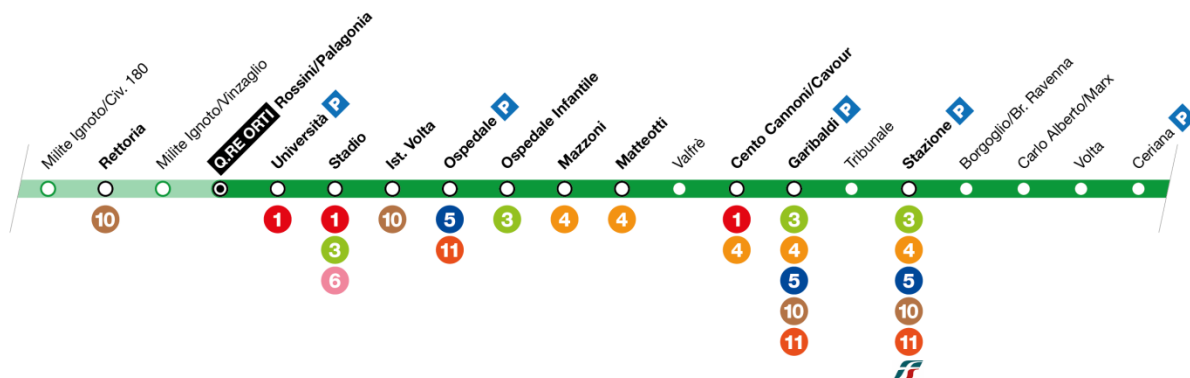 Milite Ignoto/Civ. 180
Rettoria
Milite Ignoto/Vinzaglio
Q.RE ORTI Rossini/Palagonia
Università P
Stadio
Ist. Volta
Ospedale P
Ospedale Infantile
Mazzoni
Matteotti
Valfrè
Cento Cannoni/Cavour
Garibaldi P
Tribunale
Stazione P
Borgoglio/Br. Ravenna
Carlo Alberto/Marx
Volta
Ceriana P
10
1
1
3
6
10
5
11
3
4
4
1
4
3
4
5
10
11
3
4
5
10
11